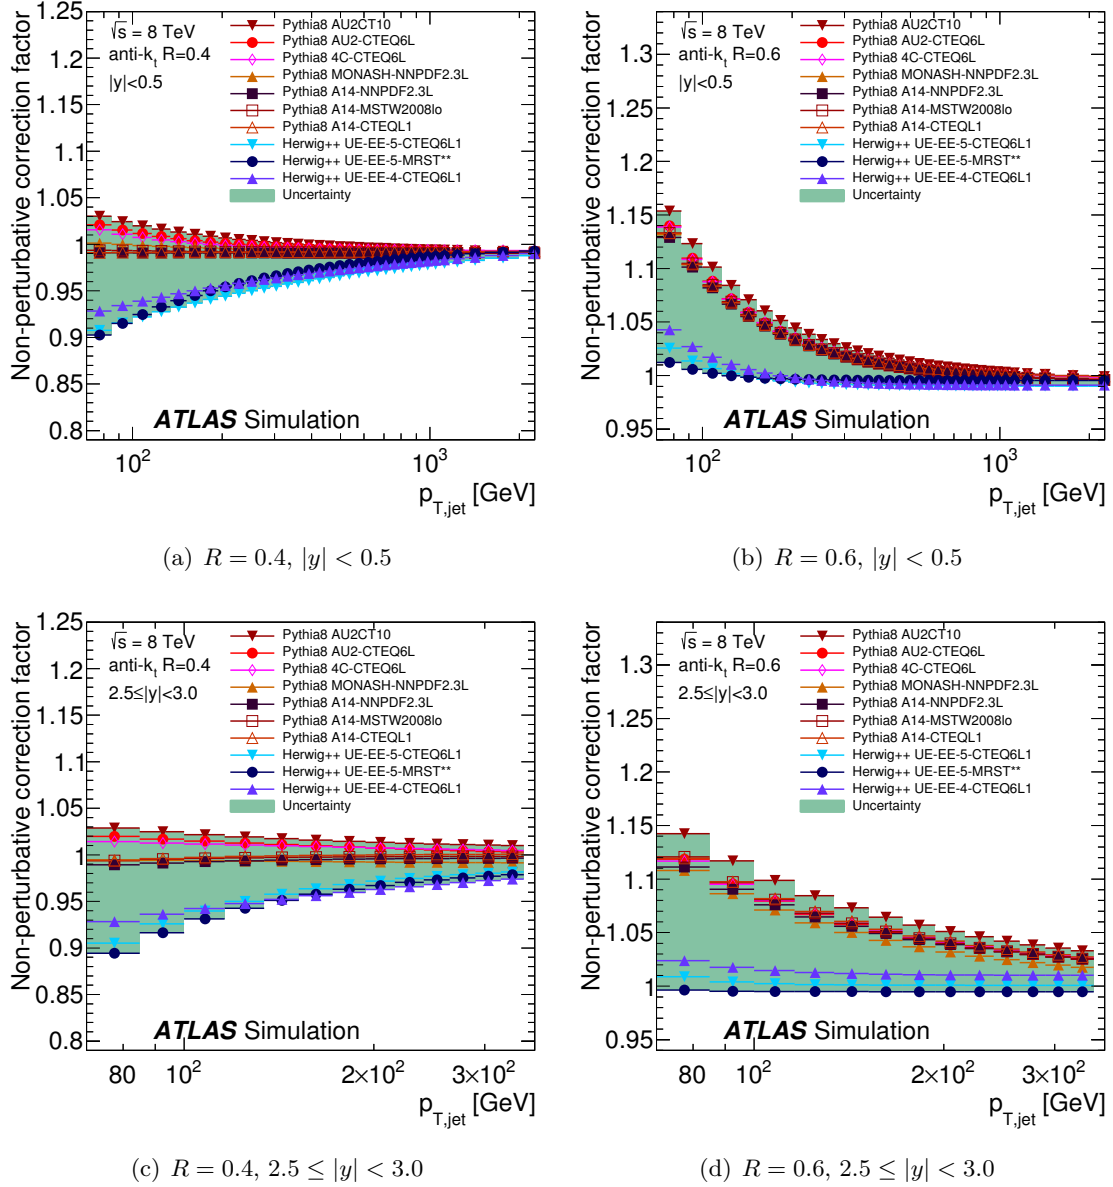 Non-perturbative correction factor
1.25
1.2
1.15
1.1
1.05
1
0.95
0.9
0.85
0.8
√s = 8 TeV
anti-kₜ R=0.4
|y|<0.5
Pythia8 AU2CT10
Pythia8 AU2-CTEQ6L
Pythia8 4C-CTEQ6L
Pythia8 MONASH-NNPDF2.3L
Pythia8 A14-NNPDF2.3L
Pythia8 A14-MSTW2008lo
Pythia8 A14-CTEQL1
Herwig++ UE-EE-5-CTEQ6L1
Herwig++ UE-EE-5-MRST**
Herwig++ UE-EE-4-CTEQ6L1
Uncertainty
ATLAS Simulation
10² 10³
p_T,jet [GeV]
(a) R = 0.4, |y| < 0.5
Non-perturbative correction factor
1.3
1.2
1.15
1.1
1.05
1
0.95
√s = 8 TeV
anti-kₜ R=0.6
|y|<0.5
Pythia8 AU2CT10
Pythia8 AU2-CTEQ6L
Pythia8 4C-CTEQ6L
Pythia8 MONASH-NNPDF2.3L
Pythia8 A14-NNPDF2.3L
Pythia8 A14-MSTW2008lo
Pythia8 A14-CTEQL1
Herwig++ UE-EE-5-CTEQ6L1
Herwig++ UE-EE-5-MRST**
Herwig++ UE-EE-4-CTEQ6L1
Uncertainty
ATLAS Simulation
10² 10³
p_T,jet [GeV]
(b) R = 0.6, |y| < 0.5
Non-perturbative correction factor
1.25
1.2
1.15
1.1
1.05
1
0.95
0.9
0.85
0.8
√s = 8 TeV
anti-kₜ R=0.4
2.5≤|y|<3.0
Pythia8 AU2CT10
Pythia8 AU2-CTEQ6L
Pythia8 4C-CTEQ6L
Pythia8 MONASH-NNPDF2.3L
Pythia8 A14-NNPDF2.3L
Pythia8 A14-MSTW2008lo
Pythia8 A14-CTEQL1
Herwig++ UE-EE-5-CTEQ6L1
Herwig++ UE-EE-5-MRST**
Herwig++ UE-EE-4-CTEQ6L1
Uncertainty
ATLAS Simulation
80 10² 2×10² 3×10²
p_T,jet [GeV]
(c) R = 0.4, 2.5 ≤ |y| < 3.0
Non-perturbative correction factor
1.3
1.2
1.15
1.1
1.05
1
0.95
√s = 8 TeV
anti-kₜ R=0.6
2.5≤|y|<3.0
Pythia8 AU2CT10
Pythia8 AU2-CTEQ6L
Pythia8 4C-CTEQ6L
Pythia8 MONASH-NNPDF2.3L
Pythia8 A14-NNPDF2.3L
Pythia8 A14-MSTW2008lo
Pythia8 A14-CTEQL1
Herwig++ UE-EE-5-CTEQ6L1
Herwig++ UE-EE-5-MRST**
Herwig++ UE-EE-4-CTEQ6L1
Uncertainty
ATLAS Simulation
80 10² 2×10² 3×10²
p_T,jet [GeV]
(d) R = 0.6, 2.5 ≤ |y| < 3.0